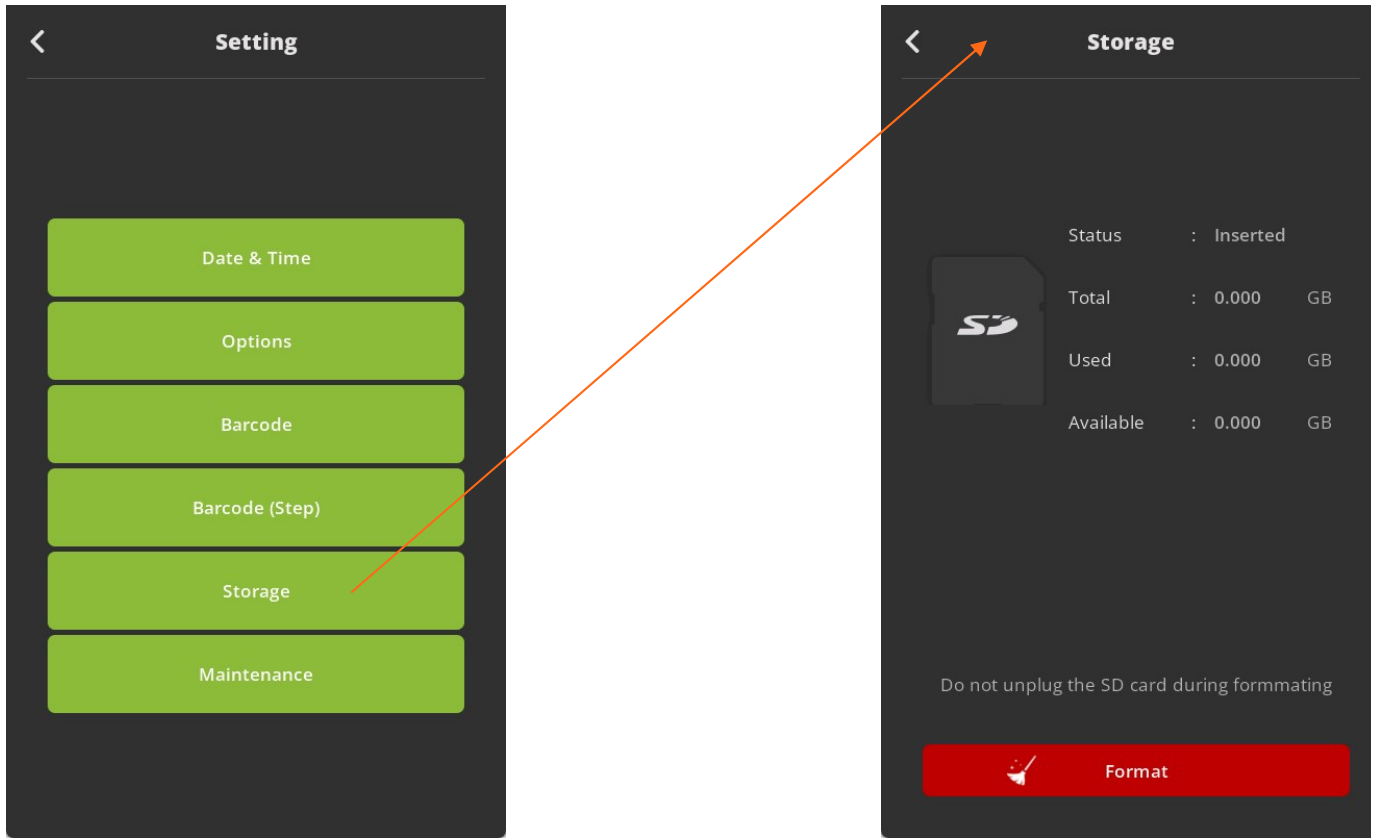 Setting
Date & Time
Options
Barcode
Barcode (Step)
Storage
Maintenance
Storage
Status : Inserted
Total : 0.000 GB
SD
Used : 0.000 GB
Available : 0.000 GB
Do not unplug the SD card during formmating
Format